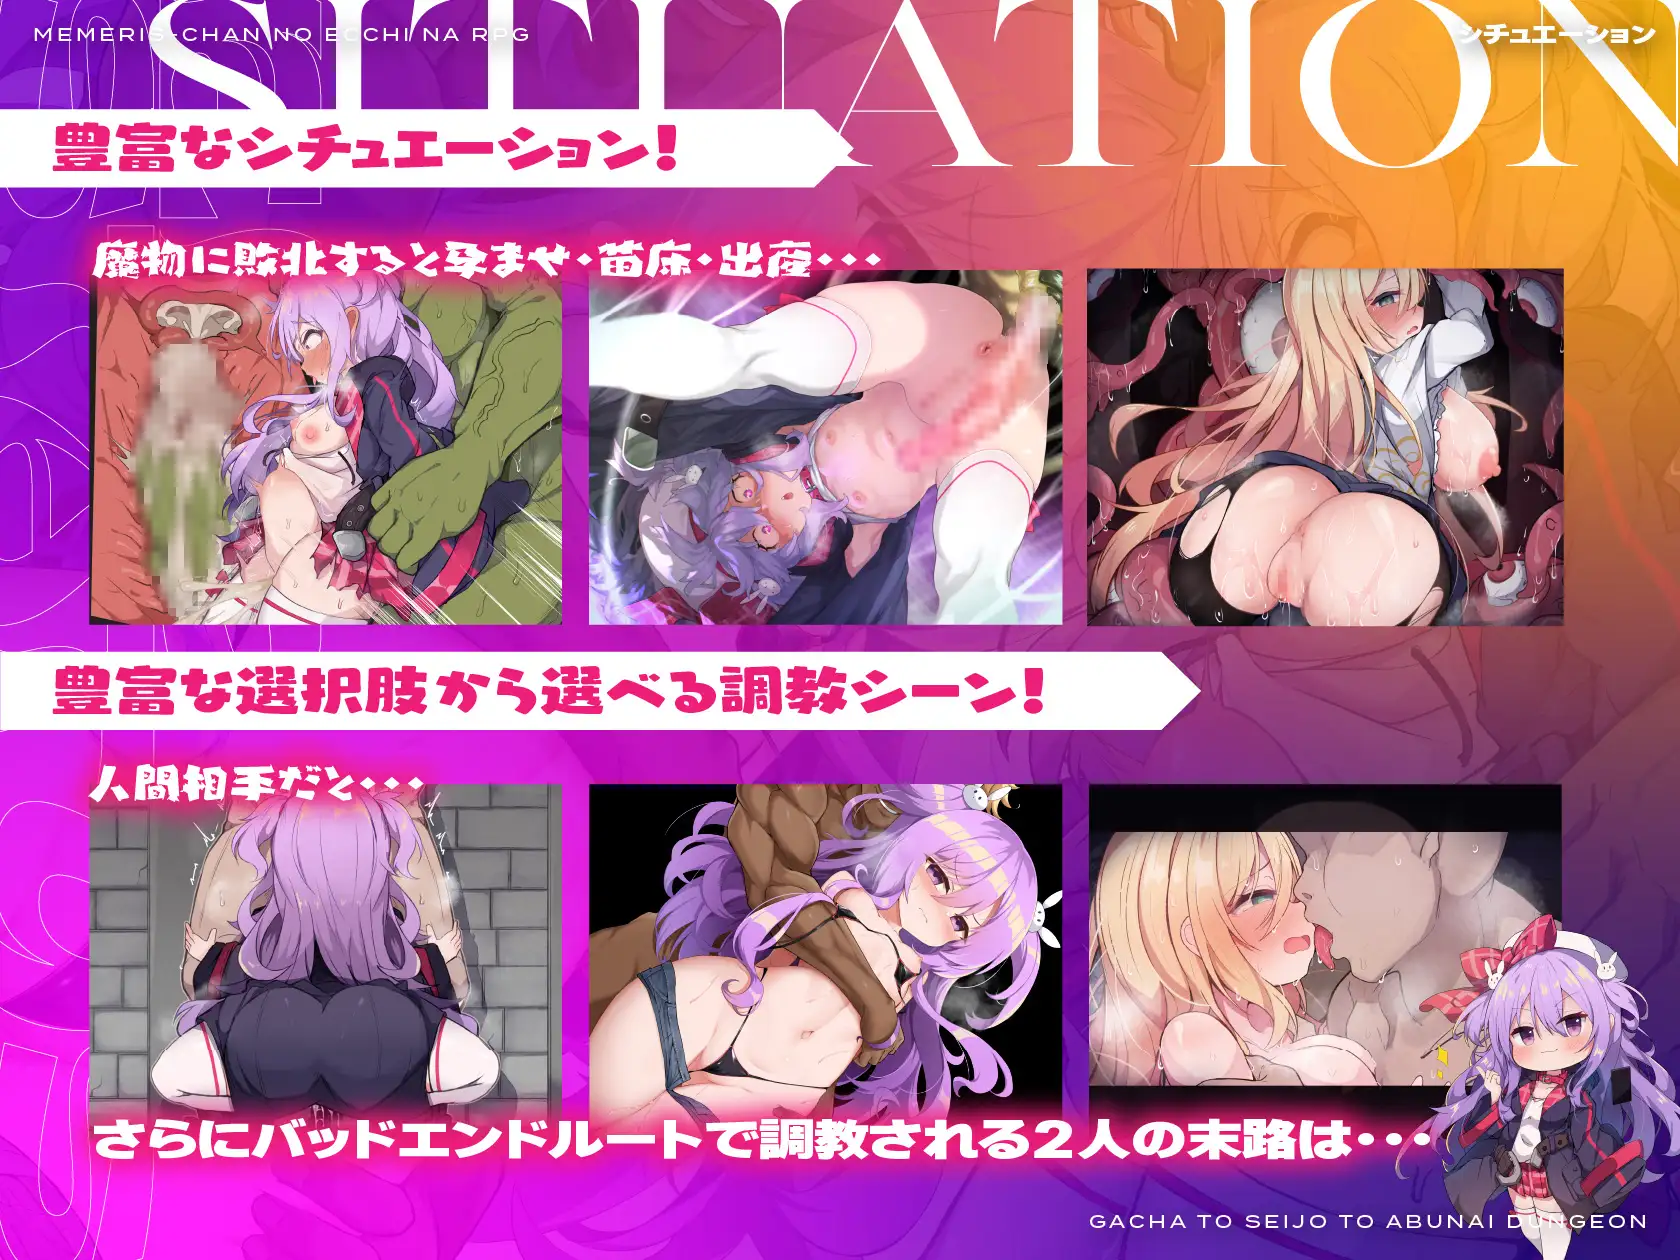 MEMERIS-CHAN NO ECCHI NA RPG
シチュエーション
SITUATION
豊富なシチュエーション!
魔物に敗北すると孕ませ・苗床・出産・・・
豊富な選択肢から選べる調教シーン!
人間相手だと・・・
さらにバッドエンドルートで調教される2人の末路は・・・
GACHA TO SEIJO TO ABUNAI DUNGEON